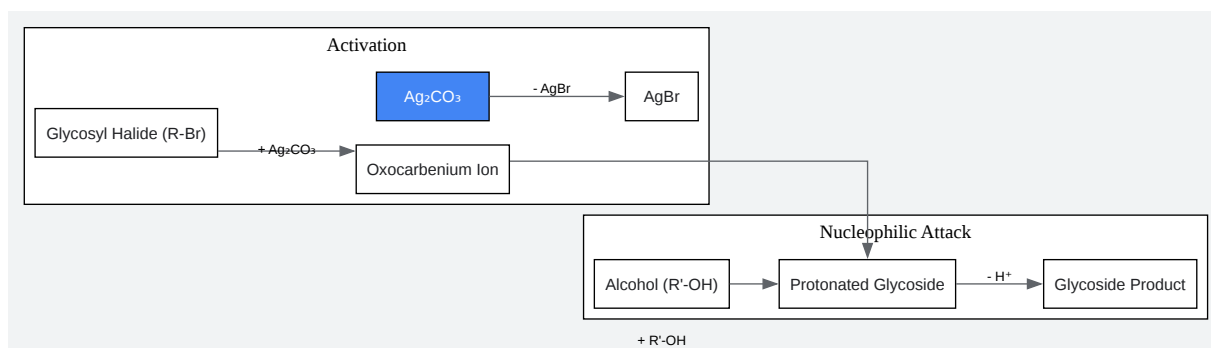 Activation
Ag₂CO₃
- AgBr
AgBr
Glycosyl Halide (R-Br)
+ Ag₂CO₃
Oxocarbenium Ion
Nucleophilic Attack
Alcohol (R'-OH)
Protonated Glycoside
- H⁺
Glycoside Product
+ R'-OH